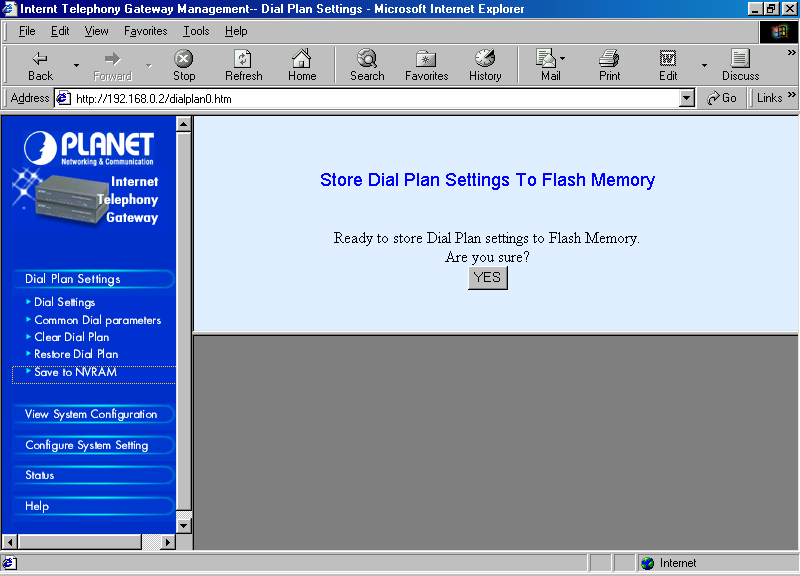 Internt Telephony Gateway Management-- Dial Plan Settings - Microsoft Internet Explorer
File Edit View Favorites Tools Help
Back Forward Stop Refresh Home Search Favorites History Mail Print Edit Discuss »
Address http://192.168.0.2/dialplan0.htm Go Links »
PLANET
Networking & Communication
Internet
Telephony
Gateway
Dial Plan Settings
Dial Settings
Common Dial parameters
Clear Dial Plan
Restore Dial Plan
Save to NVRAM
View System Configuration
Configure System Setting
Status
Help
Store Dial Plan Settings To Flash Memory
Ready to store Dial Plan settings to Flash Memory.
Are you sure?
YES
Internet